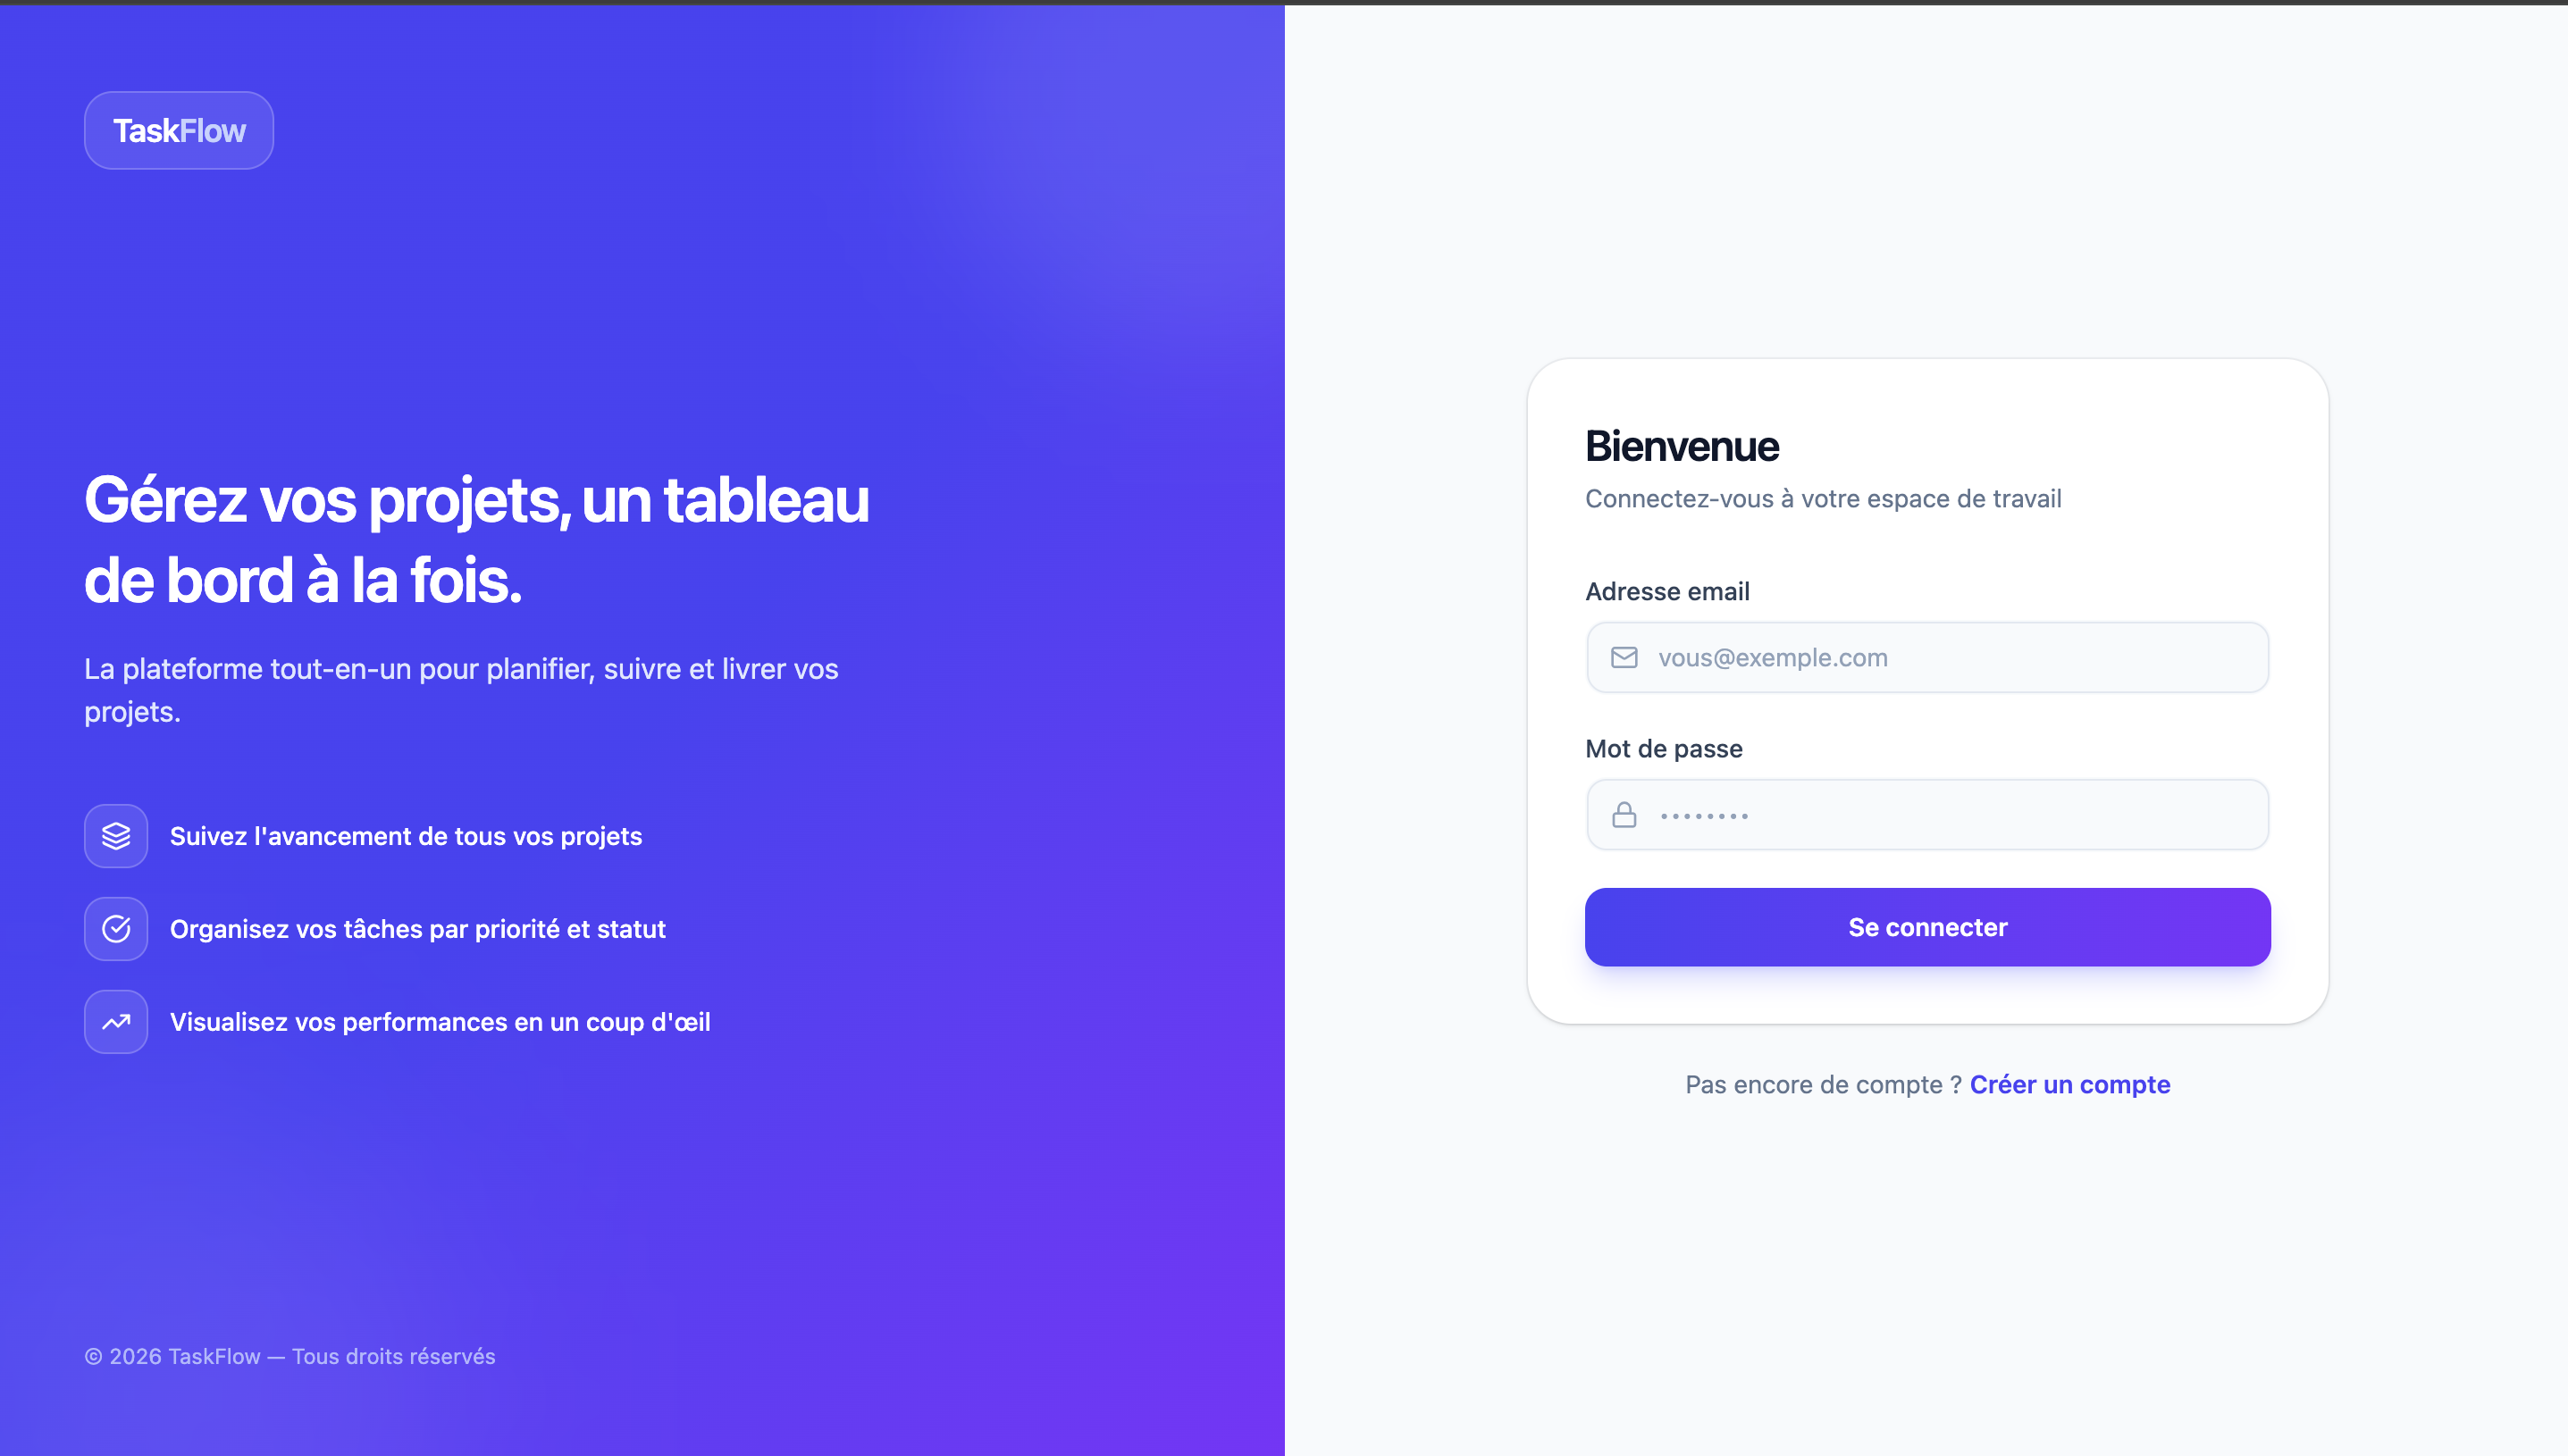 TaskFlow
Gérez vos projets, un tableau
de bord à la fois.
La plateforme tout-en-un pour planifier, suivre et livrer vos
projets.
Suivez l'avancement de tous vos projets
Organisez vos tâches par priorité et statut
Visualisez vos performances en un coup d'œil
© 2026 TaskFlow — Tous droits réservés
Bienvenue
Connectez-vous à votre espace de travail
Adresse email
vous@exemple.com
Mot de passe
••••••••
Se connecter
Pas encore de compte ? Créer un compte